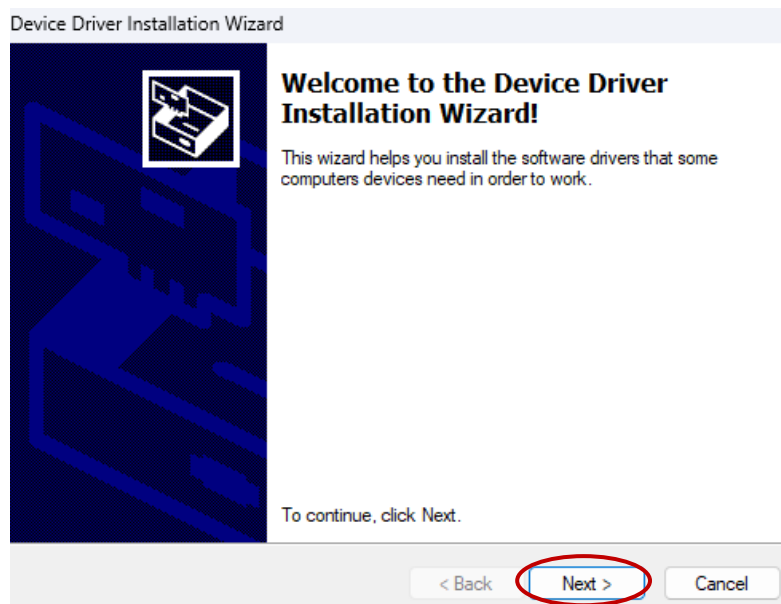 Device Driver Installation Wizard
Welcome to the Device Driver
Installation Wizard!
This wizard helps you install the software drivers that some
computers devices need in order to work.
To continue, click Next.
< Back
Next >
Cancel